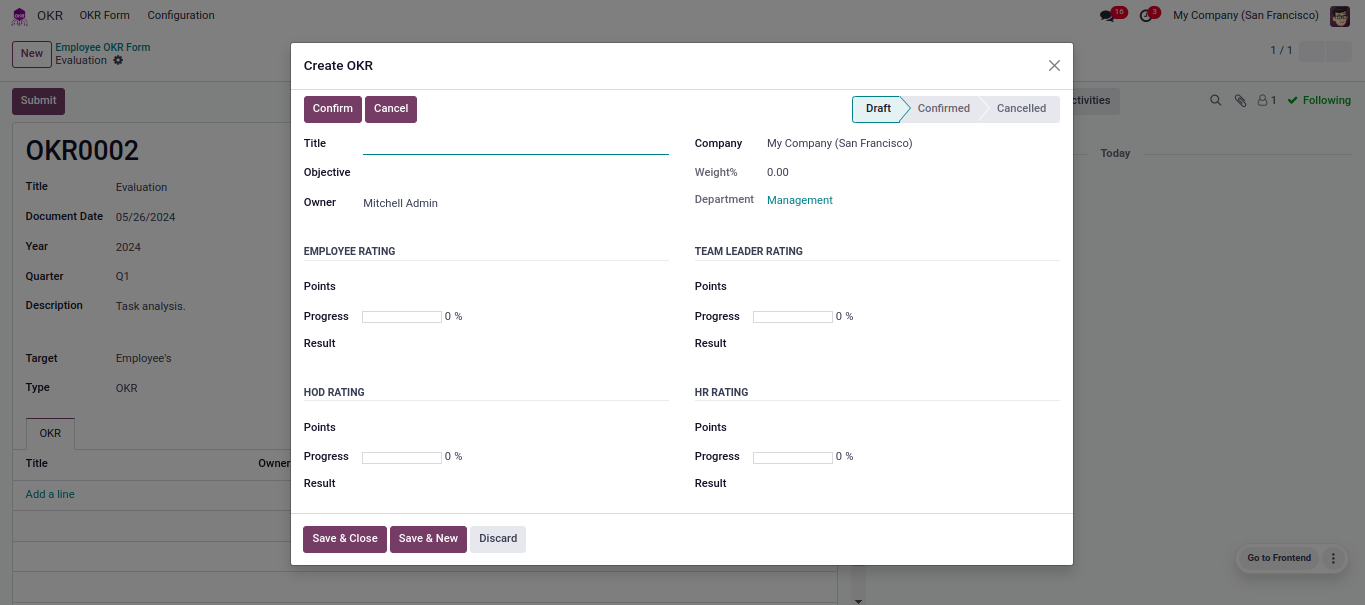 OKR OKR Form Configuration 16 3 My Company (San Francisco)
New Employee OKR Form 1 / 1
Evaluation
Submit ctivities 1 Following
OKR0002 Today
Title Evaluation
Document Date 05/26/2024
Year 2024
Quarter Q1
Description Task analysis.
Target Employee's
Type OKR
OKR
Title Owner
Add a line
Create OKR
Confirm Cancel Draft Confirmed Cancelled
Title Company My Company (San Francisco)
Objective Weight% 0.00
Owner Mitchell Admin Department Management
EMPLOYEE RATING TEAM LEADER RATING
Points Points
Progress 0 % Progress 0 %
Result Result
HOD RATING HR RATING
Points Points
Progress 0 % Progress 0 %
Result Result
Save & Close Save & New Discard
Go to Frontend